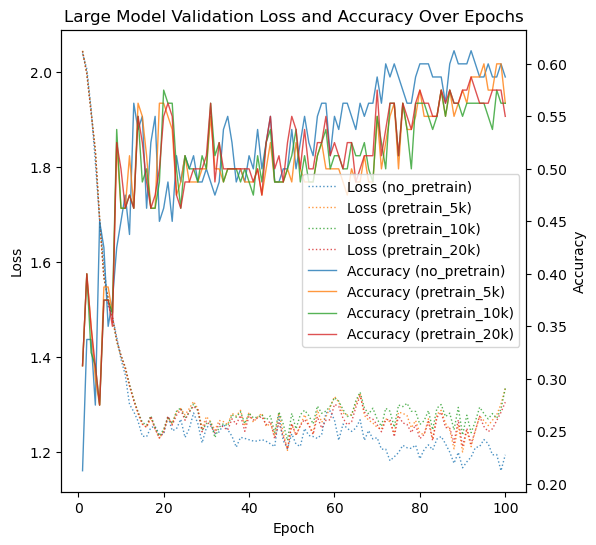 Large Model Validation Loss and Accuracy Over Epochs
2.0
1.8
1.6
1.4
1.2
Loss
0.60
0.55
0.50
0.45
0.40
0.35
0.30
0.25
0.20
Accuracy
Loss (no_pretrain)
Loss (pretrain_5k)
Loss (pretrain_10k)
Loss (pretrain_20k)
Accuracy (no_pretrain)
Accuracy (pretrain_5k)
Accuracy (pretrain_10k)
Accuracy (pretrain_20k)
0 20 40 60 80 100
Epoch